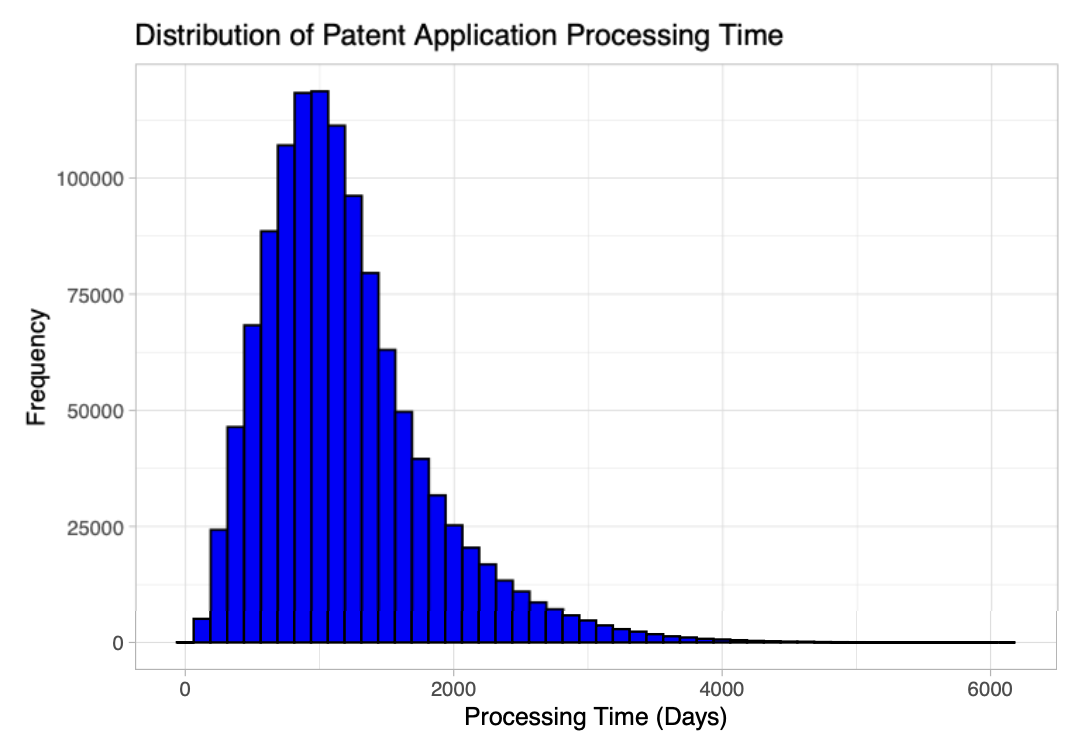 Distribution of Patent Application Processing Time
100000
75000
50000
25000
0
Frequency
0 2000 4000 6000
Processing Time (Days)